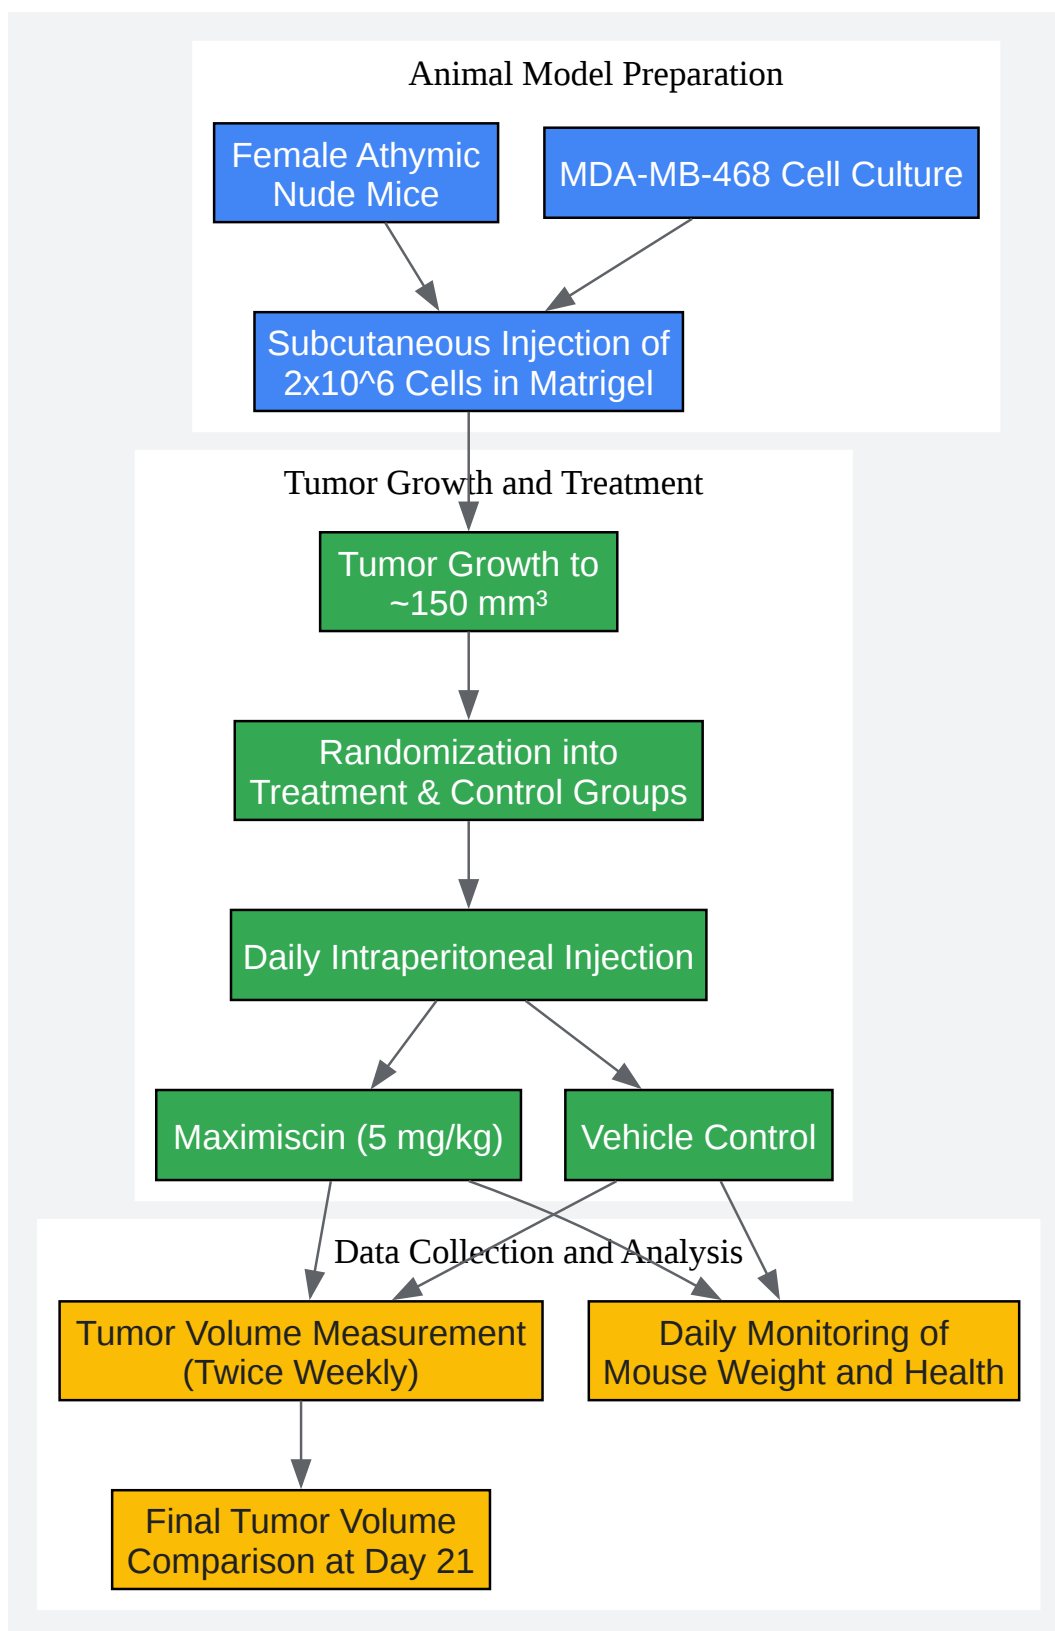 Animal Model Preparation
Female Athymic
Nude Mice
MDA-MB-468 Cell Culture
Subcutaneous Injection of
2x10^6 Cells in Matrigel
Tumor Growth and Treatment
Tumor Growth to
~150 mm³
Randomization into
Treatment & Control Groups
Daily Intraperitoneal Injection
Maximiscin (5 mg/kg)
Vehicle Control
Data Collection and Analysis
Tumor Volume Measurement
(Twice Weekly)
Daily Monitoring of
Mouse Weight and Health
Final Tumor Volume
Comparison at Day 21